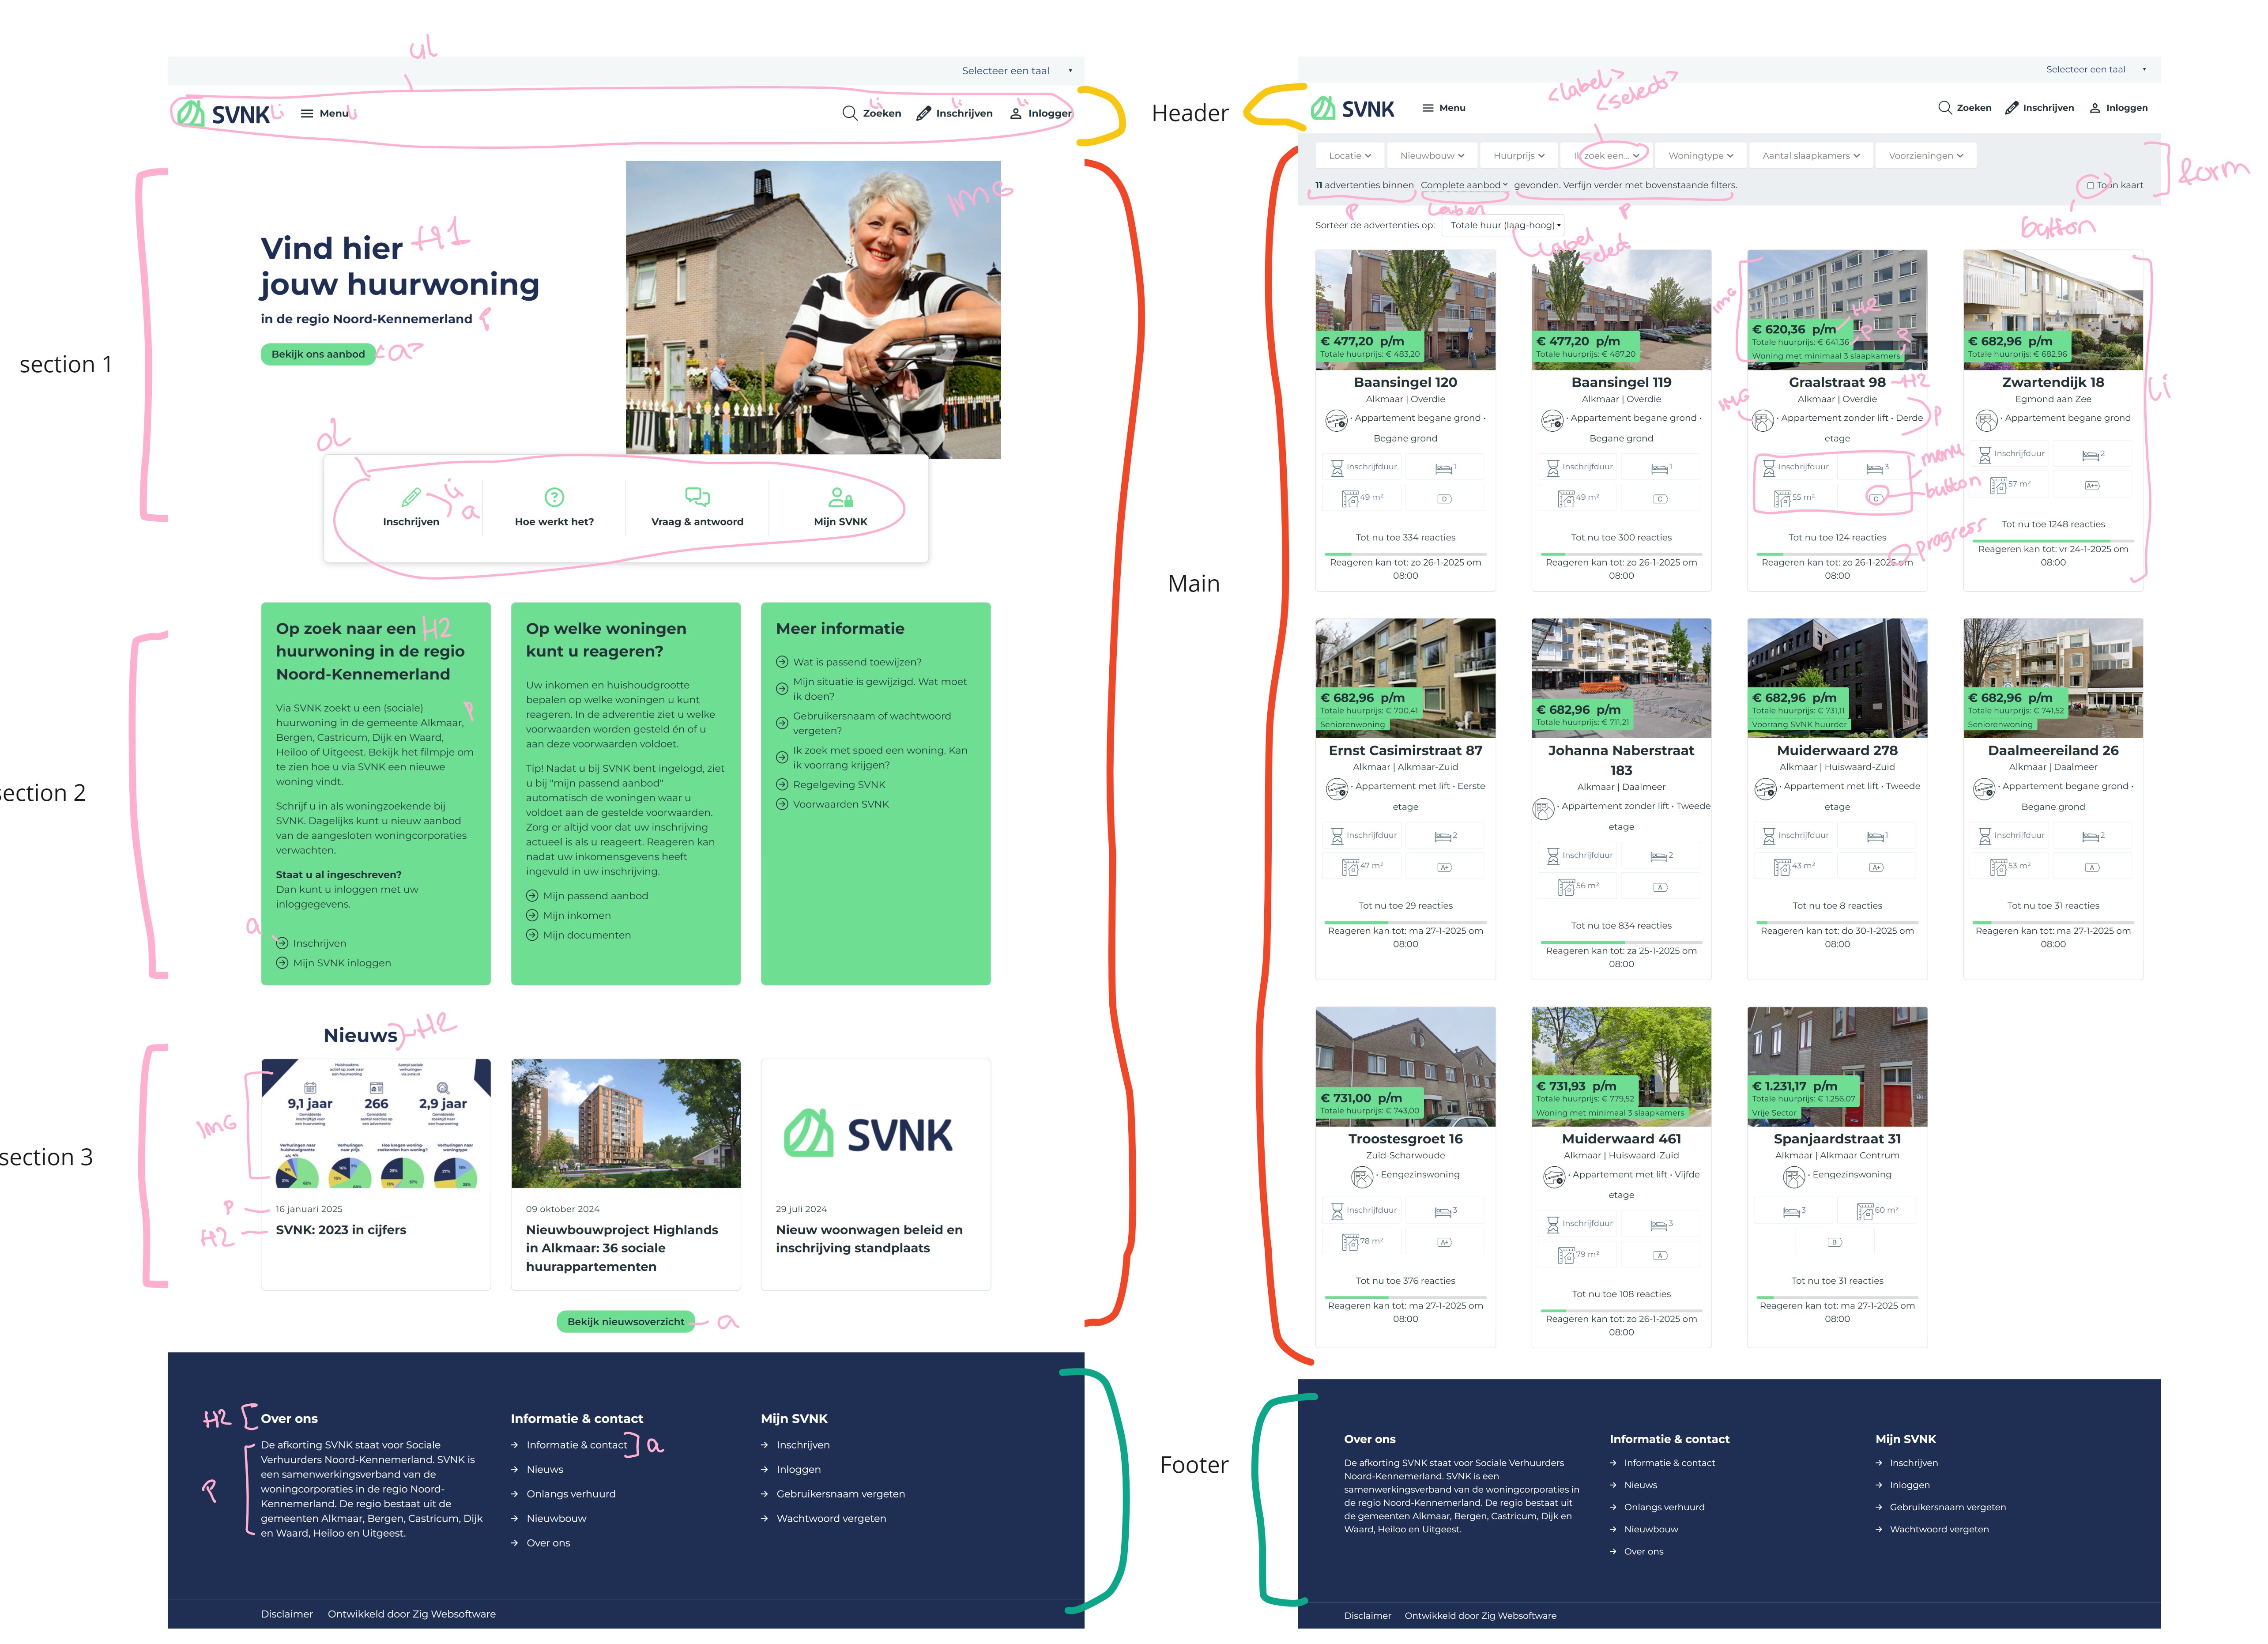 ul
Selecteer een taal
SVNK li
Menu li
li Zoeken
li Inschrijven
li Inloggen
Header
section 1
Vind hier H1
jouw huurwoning
in de regio Noord-Kennemerland P
Bekijk ons aanbod <a>
IMG
ol
li
a
Inschrijven
Hoe werkt het?
Vraag & antwoord
Mijn SVNK
Main
section 2
Op zoek naar een H2
huurwoning in de regio
Noord-Kennemerland
Via SVNK zoekt u een (sociale) P
huurwoning in de gemeente Alkmaar,
Bergen, Castricum, Dijk en Waard,
Heiloo of Uitgeest. Bekijk het filmpje om
te zien hoe u via SVNK een nieuwe
woning vindt.
Schrijf u in als woningzoekende bij
SVNK. Dagelijks kunt u nieuw aanbod
van de aangesloten woningcorporaties
verwachten.
Staat u al ingeschreven?
Dan kunt u inloggen met uw
inloggegevens.
a
Inschrijven
Mijn SVNK inloggen
Op welke woningen
kunt u reageren?
Uw inkomen en huishoudgrootte
bepalen op welke woningen u kunt
reageren. In de advertentie ziet u welke
voorwaarden worden gesteld én of u
aan deze voorwaarden voldoet.
Tip! Nadat u bij SVNK bent ingelogd, ziet
u bij "mijn passend aanbod"
automatisch de woningen waar u
voldoet aan de gestelde voorwaarden.
Zorg er altijd voor dat uw inschrijving
actueel is als u reageert. Reageren kan
nadat uw inkomensgevens heeft
ingevuld in uw inschrijving.
Mijn passend aanbod
Mijn inkomen
Mijn documenten
Meer informatie
Wat is passend toewijzen?
Mijn situatie is gewijzigd. Wat moet
ik doen?
Gebruikersnaam of wachtwoord
vergeten?
Ik zoek met spoed een woning. Kan
ik voorrang krijgen?
Regelgeving SVNK
Voorwaarden SVNK
section 3
Nieuws H2
IMG
9,1 jaar
266
2,9 jaar
P
16 januari 2025
H2
SVNK: 2023 in cijfers
09 oktober 2024
Nieuwbouwproject Highlands
in Alkmaar: 36 sociale
huurappartementen
SVNK
29 juli 2024
Nieuw woonwagen beleid en
inschrijving standplaats
Bekijk nieuwsoverzicht a
Footer
H2
Over ons
P
De afkorting SVNK staat voor Sociale
Verhuurders Noord-Kennemerland. SVNK is
een samenwerkingsverband van de
woningcorporaties in de regio Noord-
Kennemerland. De regio bestaat uit de
gemeenten Alkmaar, Bergen, Castricum, Dijk
en Waard, Heiloo en Uitgeest.
Informatie & contact
Informatie & contact a
Nieuws
Onlangs verhuurd
Nieuwbouw
Over ons
Mijn SVNK
Inschrijven
Inloggen
Gebruikersnaam vergeten
Wachtwoord vergeten
Disclaimer
Ontwikkeld door Zig Websoftware
Selecteer een taal
<label>
<select>
SVNK
Menu
Zoeken
Inschrijven
Inloggen
Locatie
Nieuwbouw
Huurprijs
Ik zoek een...
Woningtype
Aantal slaapkamers
Voorzieningen
form
11 advertenties binnen Complete aanbod gevonden. Verfijn verder met bovenstaande filters.
Toon kaart
P
Label
P
button
Sorteer de advertenties op: Totale huur (laag-hoog)
Label
select
€ 477,20 p/m
Totale huurprijs: € 483,20
Baansingel 120
Alkmaar | Overdie
• Appartement begane grond •
Begane grond
Inschrijfduur
1
49 m²
D
Tot nu toe 334 reacties
Reageren kan tot: zo 26-1-2025 om
08:00
€ 477,20 p/m
Totale huurprijs: € 487,20
Baansingel 119
Alkmaar | Overdie
• Appartement begane grond •
Begane grond
Inschrijfduur
1
49 m²
C
Tot nu toe 300 reacties
Reageren kan tot: zo 26-1-2025 om
08:00
IMG
€ 620,36 p/m H2
Totale huurprijs: € 641,36 P P
Woning met minimaal 3 slaapkamers
Graalstraat 98 H2
Alkmaar | Overdie
IMG
• Appartement zonder lift • Derde P
etage
Inschrijfduur
3
menu
55 m²
C
button
Tot nu toe 124 reacties
progress
Reageren kan tot: zo 26-1-2025 om
08:00
€ 682,96 p/m
Totale huurprijs: € 682,96
Zwartendijk 18
Egmond aan Zee
• Appartement begane grond
Inschrijfduur
2
57 m²
A++
Tot nu toe 1248 reacties
Reageren kan tot: vr 24-1-2025 om
08:00
li
€ 682,96 p/m
Totale huurprijs: € 700,41
Seniorenwoning
Ernst Casimirstraat 87
Alkmaar | Alkmaar-Zuid
• Appartement met lift • Eerste
etage
Inschrijfduur
2
47 m²
A+
Tot nu toe 29 reacties
Reageren kan tot: ma 27-1-2025 om
08:00
€ 682,96 p/m
Totale huurprijs: € 711,21
Johanna Naberstraat
183
Alkmaar | Daalmeer
• Appartement zonder lift • Tweede
etage
Inschrijfduur
2
56 m²
A
Tot nu toe 834 reacties
Reageren kan tot: za 25-1-2025 om
08:00
€ 682,96 p/m
Totale huurprijs: € 731,11
Voorrang SVNK huurder
Muiderwaard 278
Alkmaar | Huiswaard-Zuid
• Appartement met lift • Tweede
etage
Inschrijfduur
1
43 m²
A+
Tot nu toe 8 reacties
Reageren kan tot: do 30-1-2025 om
08:00
€ 682,96 p/m
Totale huurprijs: € 741,52
Seniorenwoning
Daalmeereiland 26
Alkmaar | Daalmeer
• Appartement begane grond •
Begane grond
Inschrijfduur
2
53 m²
A
Tot nu toe 31 reacties
Reageren kan tot: ma 27-1-2025 om
08:00
€ 731,00 p/m
Totale huurprijs: € 743,00
Troostesgroet 16
Zuid-Scharwoude
• Eengezinswoning
Inschrijfduur
3
78 m²
A+
Tot nu toe 376 reacties
Reageren kan tot: ma 27-1-2025 om
08:00
€ 731,93 p/m
Totale huurprijs: € 779,52
Woning met minimaal 3 slaapkamers
Muiderwaard 461
Alkmaar | Huiswaard-Zuid
• Appartement met lift • Vijfde
etage
Inschrijfduur
3
79 m²
A
Tot nu toe 108 reacties
Reageren kan tot: zo 26-1-2025 om
08:00
€ 1.231,17 p/m
Totale huurprijs: € 1.256,07
Vrije Sector
Spanjaardstraat 31
Alkmaar | Alkmaar Centrum
• Eengezinswoning
3
60 m²
B
Tot nu toe 31 reacties
Reageren kan tot: ma 27-1-2025 om
08:00
Over ons
De afkorting SVNK staat voor Sociale Verhuurders
Noord-Kennemerland. SVNK is een
samenwerkingsverband van de woningcorporaties in
de regio Noord-Kennemerland. De regio bestaat uit
de gemeenten Alkmaar, Bergen, Castricum, Dijk en
Waard, Heiloo en Uitgeest.
Informatie & contact
Informatie & contact
Nieuws
Onlangs verhuurd
Nieuwbouw
Over ons
Mijn SVNK
Inschrijven
Inloggen
Gebruikersnaam vergeten
Wachtwoord vergeten
Disclaimer
Ontwikkeld door Zig Websoftware